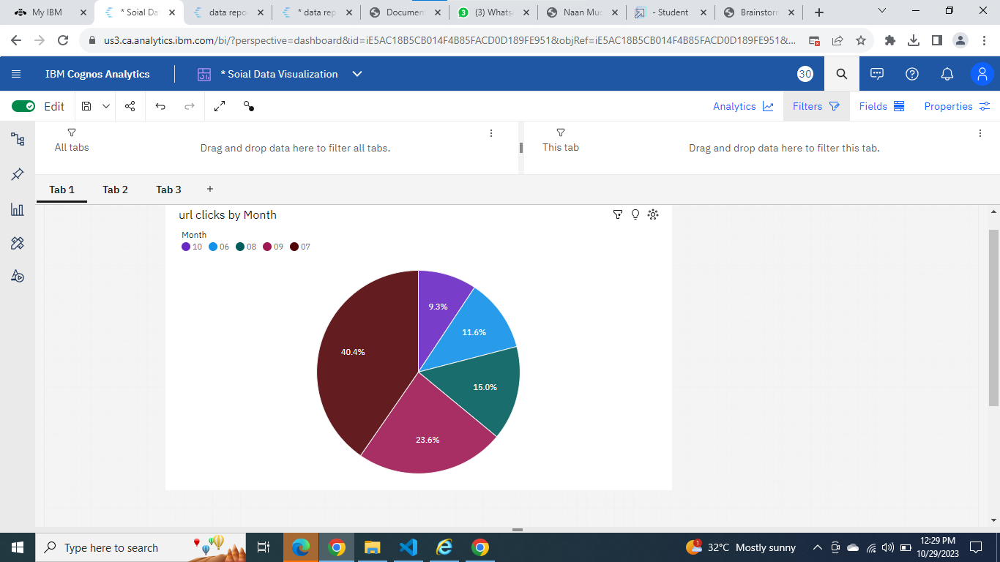 My IBM
* Soial Da
data repo
* data rep
Documen
(3) Whats
Naan Mud
- Student
Brainstorm
us3.ca.analytics.ibm.com/bi/?perspective=dashboard&id=iE5AC18B5CB014F4B85FACD0D189FE951&objRef=iE5AC18B5CB014F4B85FACD0D189FE951&...
IBM Cognos Analytics
* Soial Data Visualization
30
Edit
Analytics
Filters
Fields
Properties
All tabs
Drag and drop data here to filter all tabs.
This tab
Drag and drop data here to filter this tab.
Tab 1
Tab 2
Tab 3
+
url clicks by Month
Month
10 06 08 09 07
9.3%
11.6%
40.4%
15.0%
23.6%
Type here to search
1
32°C Mostly sunny
12:29 PM
10/29/2023